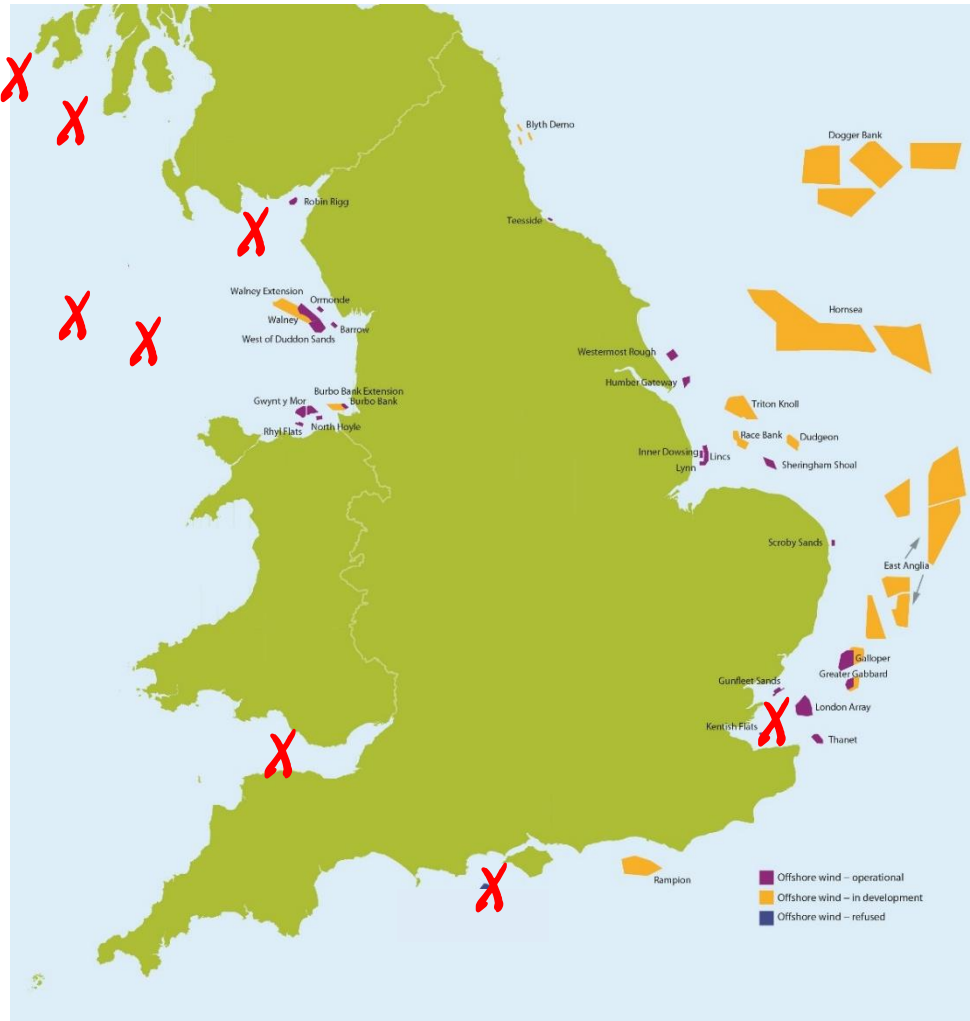 Blyth Demo
Dogger Bank
Robin Rigg
Teesside
Walney Extension
Ormonde
Hornsea
Walney
Barrow
West of Duddon Sands
Westermost Rough
Humber Gateway
Burbo Bank Extension
Gwynt y Mor
Burbo Bank
Triton Knoll
Rhyl Flats
North Hoyle
Race Bank
Dudgeon
Inner Dowsing
Lincs
Lynn
Sheringham Shoal
Scroby Sands
East Anglia
Galloper
Greater Gabbard
Gunfleet Sands
London Array
Kentish Flats
Thanet
Rampion
Offshore wind – operational
Offshore wind – in development
Offshore wind – refused